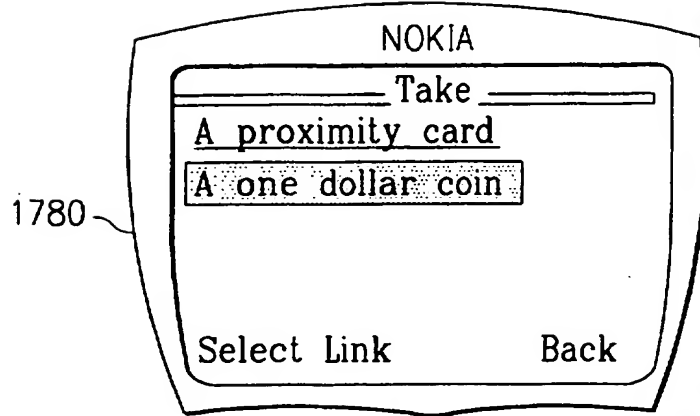 NOKIA
Take
A proximity card
A one dollar coin
1780
Select Link Back